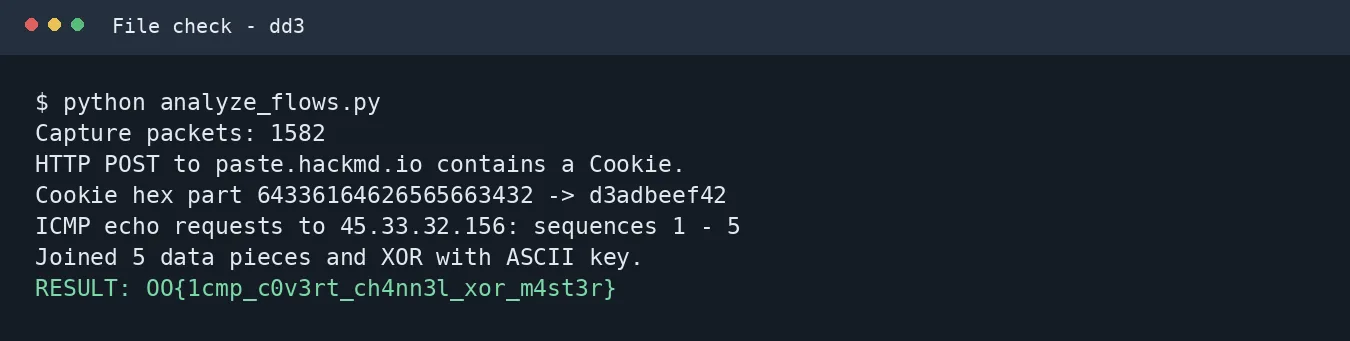 File check - dd3
$ python analyze_flows.py
Capture packets: 1582
HTTP POST to paste.hackmd.io contains a Cookie.
Cookie hex part 64336164626565663432 -> d3adbeef42
ICMP echo requests to 45.33.32.156: sequences 1 - 5
Joined 5 data pieces and XOR with ASCII key.
RESULT: OO{1cmp_c0v3rt_ch4nn3l_xor_m4st3r}